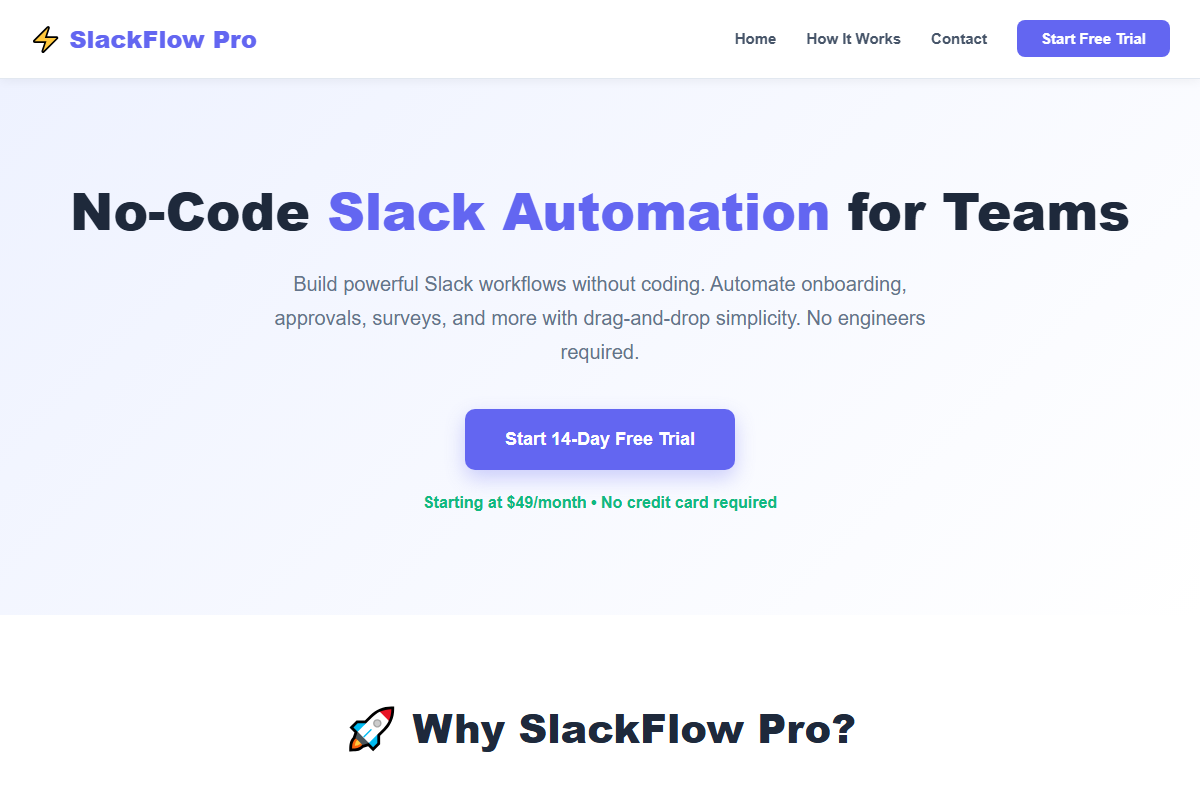 ⚡ SlackFlow Pro
Home How It Works Contact Start Free Trial
No-Code Slack Automation for Teams
Build powerful Slack workflows without coding. Automate onboarding,
approvals, surveys, and more with drag-and-drop simplicity. No engineers
required.
Start 14-Day Free Trial
Starting at $49/month • No credit card required
🚀 Why SlackFlow Pro?